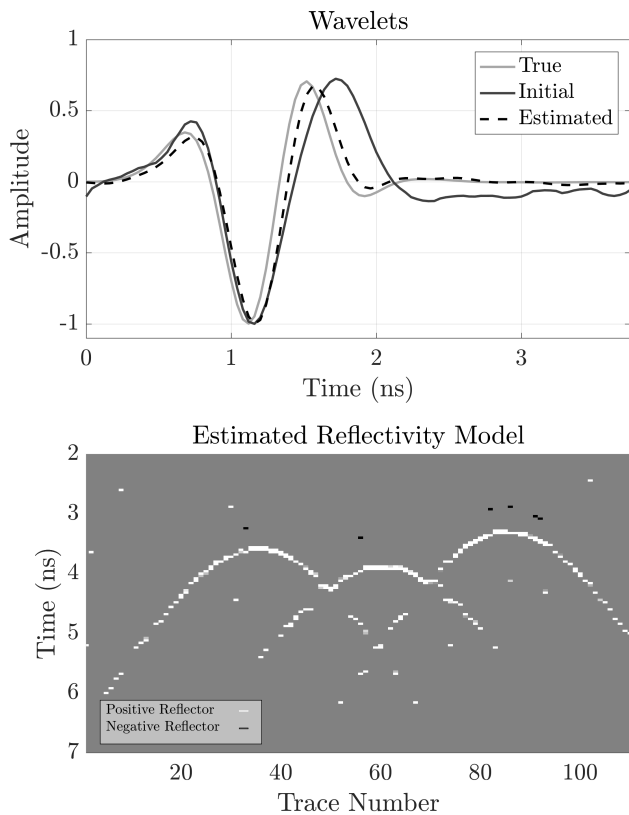 Wavelets
1
0.5
0
-0.5
-1
Amplitude
True
Initial
Estimated
0 1 2 3
Time (ns)
Estimated Reflectivity Model
2
3
4
5
6
7
Time (ns)
Positive Reflector
Negative Reflector
20 40 60 80 100
Trace Number